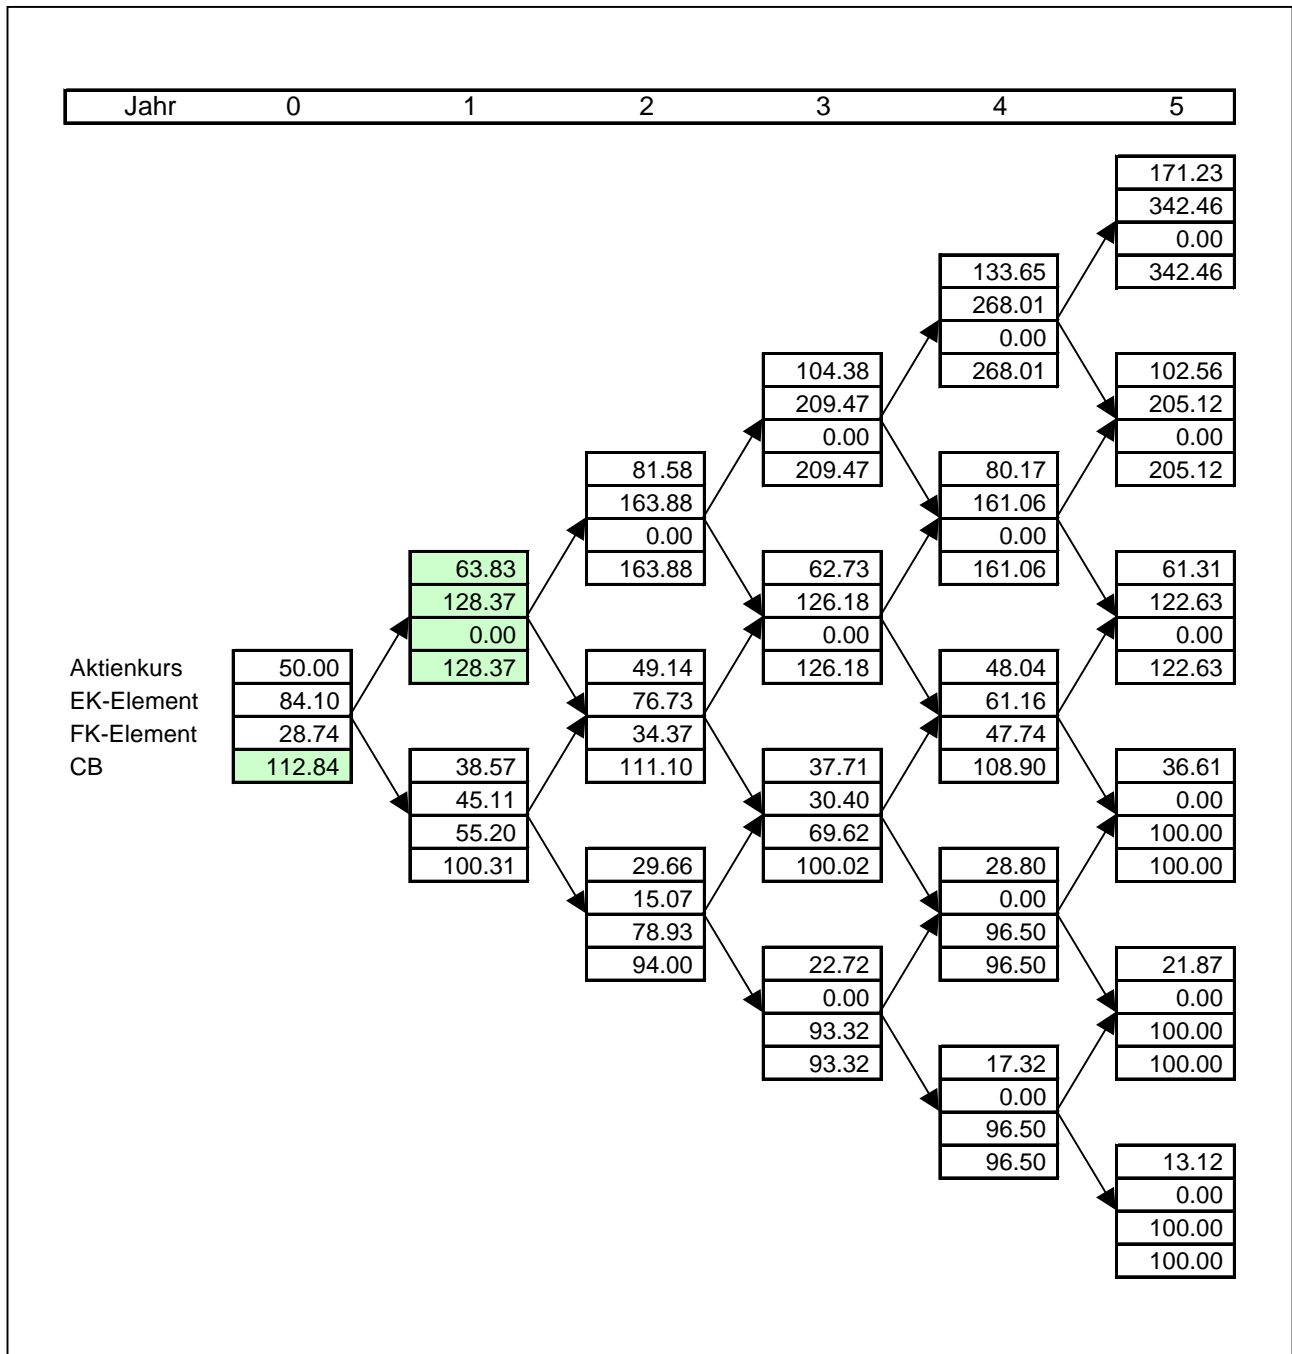 Jahr 0 1 2 3 4 5
171.23
342.46
0.00
133.65 342.46
268.01
0.00
104.38 268.01 102.56
209.47 205.12
0.00 0.00
81.58 209.47 80.17 205.12
163.88 161.06
0.00 0.00
63.83 163.88 62.73 161.06 61.31
128.37 126.18 122.63
0.00 0.00 0.00
Aktienkurs 50.00 128.37 49.14 126.18 48.04 122.63
EK-Element 84.10 76.73 61.16
FK-Element 28.74 34.37 47.74
CB 112.84 38.57 111.10 37.71 108.90 36.61
45.11 30.40 0.00
55.20 69.62 100.00
100.31 29.66 100.02 28.80 100.00
15.07 0.00
78.93 96.50
94.00 22.72 96.50 21.87
0.00 0.00
93.32 100.00
93.32 17.32 100.00
0.00
96.50
96.50 13.12
0.00
100.00
100.00